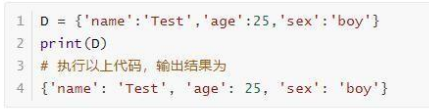 1 D = {'name':'Test','age':25,'sex':'boy'}
2 print(D)
3 # 执行以上代码，输出结果为
4 {'name': 'Test', 'age': 25, 'sex': 'boy'}